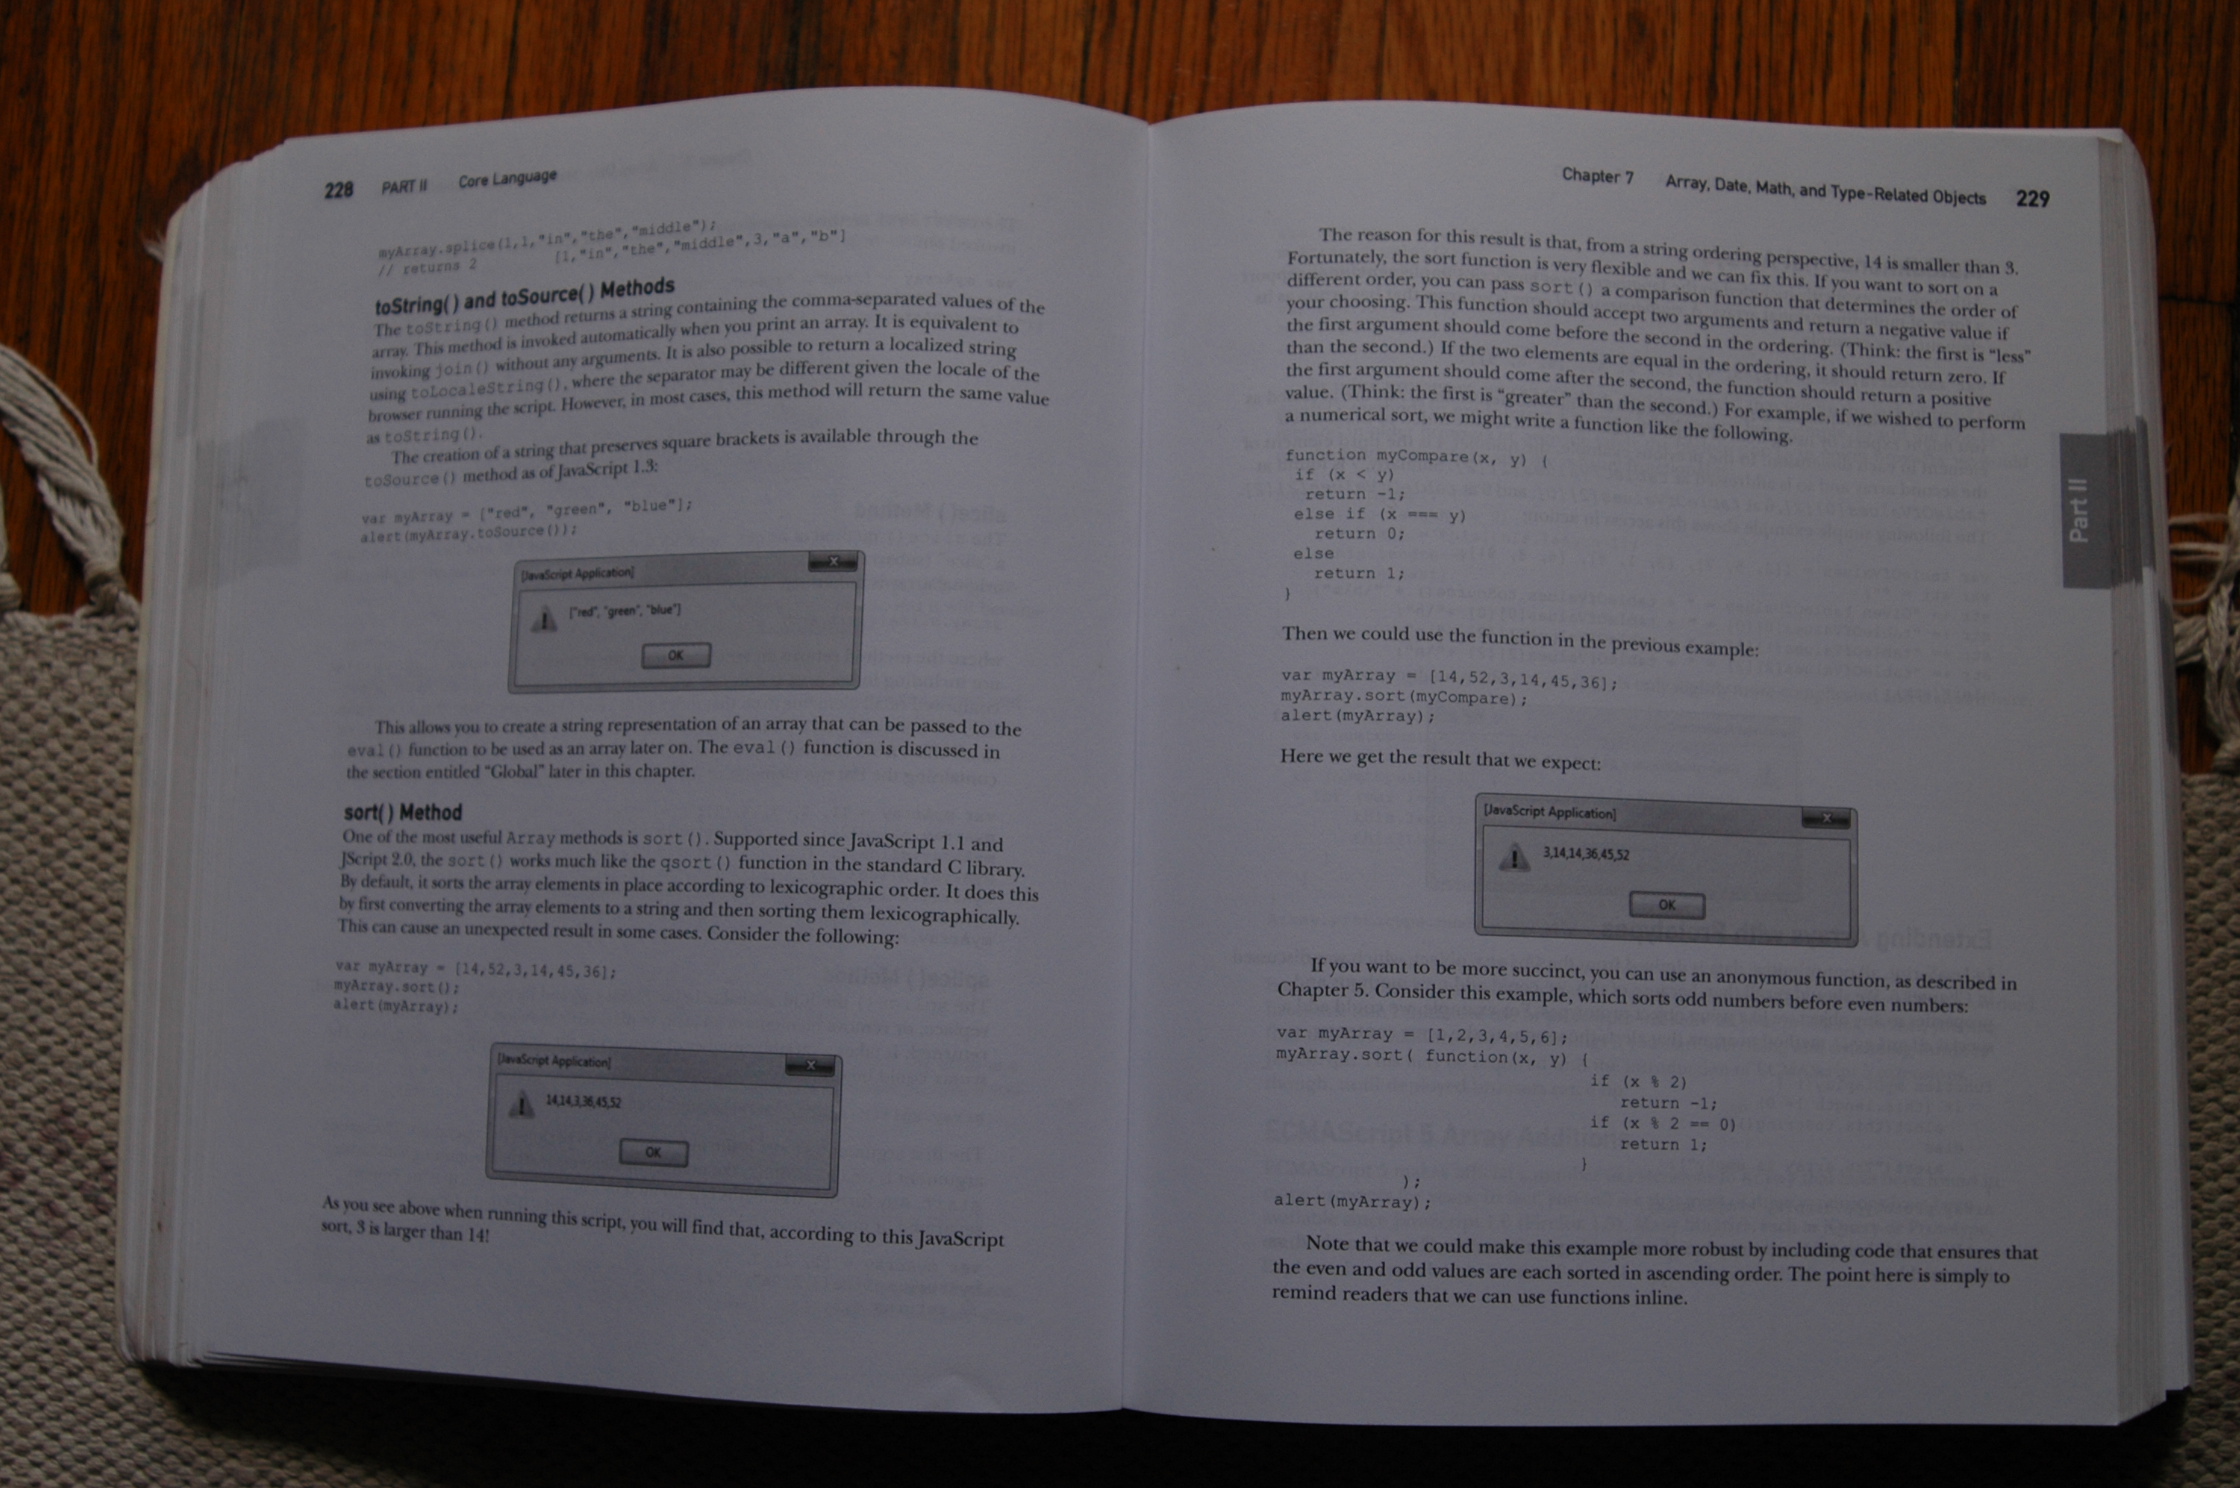 228 PART II Core Language
myArray.splice(1,1,"in","the","middle");
// returns 2 [1,"in","the","middle",3,"a","b"]
toString() and toSource() Methods
The toString() method returns a string containing the comma-separated values of the
array. This method is invoked automatically when you print an array. It is equivalent to
invoking join() without any arguments. It is also possible to return a localized string
using toLocaleString(), where the separator may be different given the locale of the
browser running the script. However, in most cases, this method will return the same value
as toString().
The creation of a string that preserves square brackets is available through the
toSource() method as of JavaScript 1.3:
var myArray = ["red", "green", "blue"];
alert(myArray.toSource());
[JavaScript Application]
X
["red", "green", "blue"]
OK
This allows you to create a string representation of an array that can be passed to the
eval() function to be used as an array later on. The eval() function is discussed in
the section entitled "Global" later in this chapter.
sort() Method
One of the most useful Array methods is sort(). Supported since JavaScript 1.1 and
JScript 2.0, the sort() works much like the qsort() function in the standard C library.
By default, it sorts the array elements in place according to lexicographic order. It does this
by first converting the array elements to a string and then sorting them lexicographically.
This can cause an unexpected result in some cases. Consider the following:
var myArray = [14,52,3,14,45,36];
myArray.sort();
alert(myArray);
[JavaScript Application]
X
14,14,3,36,45,52
OK
As you see above when running this script, you will find that, according to this JavaScript
sort, 3 is larger than 14!
Chapter 7 Array, Date, Math, and Type-Related Objects 229
The reason for this result is that, from a string ordering perspective, 14 is smaller than 3.
Fortunately, the sort function is very flexible and we can fix this. If you want to sort on a
different order, you can pass sort() a comparison function that determines the order of
your choosing. This function should accept two arguments and return a negative value if
the first argument should come before the second in the ordering. (Think: the first is "less"
than the second.) If the two elements are equal in the ordering, it should return zero. If
the first argument should come after the second, the function should return a positive
value. (Think: the first is "greater" than the second.) For example, if we wished to perform
a numerical sort, we might write a function like the following.
function myCompare(x, y) {
if (x < y)
return -1;
else if (x === y)
return 0;
else
return 1;
}
Then we could use the function in the previous example:
var myArray = [14,52,3,14,45,36];
myArray.sort(myCompare);
alert(myArray);
Here we get the result that we expect:
[JavaScript Application]
X
3,14,14,36,45,52
OK
If you want to be more succinct, you can use an anonymous function, as described in
Chapter 5. Consider this example, which sorts odd numbers before even numbers:
var myArray = [1,2,3,4,5,6];
myArray.sort( function(x, y) {
if (x % 2)
return -1;
if (x % 2 == 0)
return 1;
}
);
alert(myArray);
Note that we could make this example more robust by including code that ensures that
the even and odd values are each sorted in ascending order. The point here is simply to
remind readers that we can use functions inline.
Part II